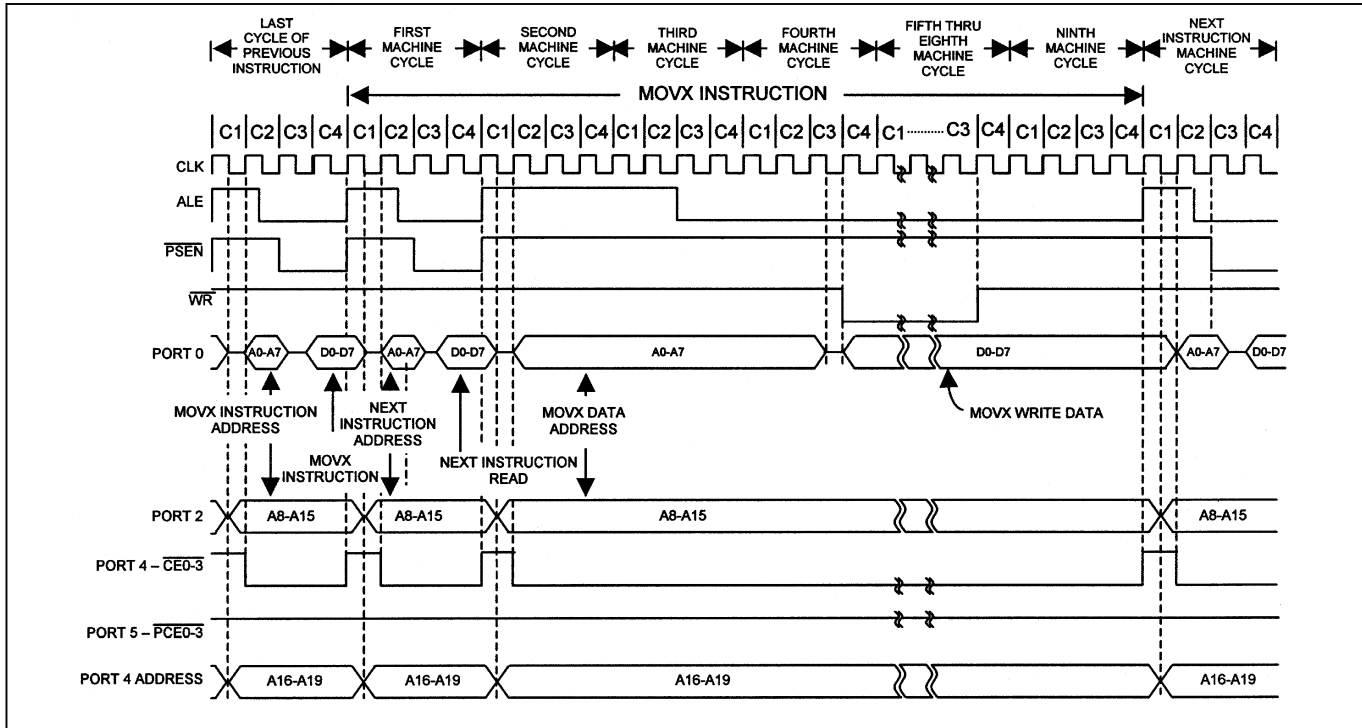 LAST CYCLE OF PREVIOUS INSTRUCTION
FIRST MACHINE CYCLE
SECOND MACHINE CYCLE
THIRD MACHINE CYCLE
FOURTH MACHINE CYCLE
FIFTH THRU EIGHTH MACHINE CYCLE
NINTH MACHINE CYCLE
NEXT INSTRUCTION MACHINE CYCLE
MOVX INSTRUCTION
C1 C2 C3 C4 C1 C2 C3 C4 C1 C2 C3 C4 C1 C2 C3 C4 C1 C2 C3 C4 C1 ......... C3 C4 C1 C2 C3 C4 C1 C2 C3 C4
CLK
ALE
PSEN
WR
PORT 0 A0-A7 D0-D7 A0-A7 D0-D7 A0-A7 D0-D7 A0-A7 D0-D7
MOVX INSTRUCTION ADDRESS
MOVX INSTRUCTION
NEXT INSTRUCTION ADDRESS
NEXT INSTRUCTION READ
MOVX DATA ADDRESS
MOVX WRITE DATA
PORT 2 A8-A15 A8-A15 A8-A15 A8-A15
PORT 4 – CE0-3
PORT 5 – PCE0-3
PORT 4 ADDRESS A16-A19 A16-A19 A16-A19 A16-A19